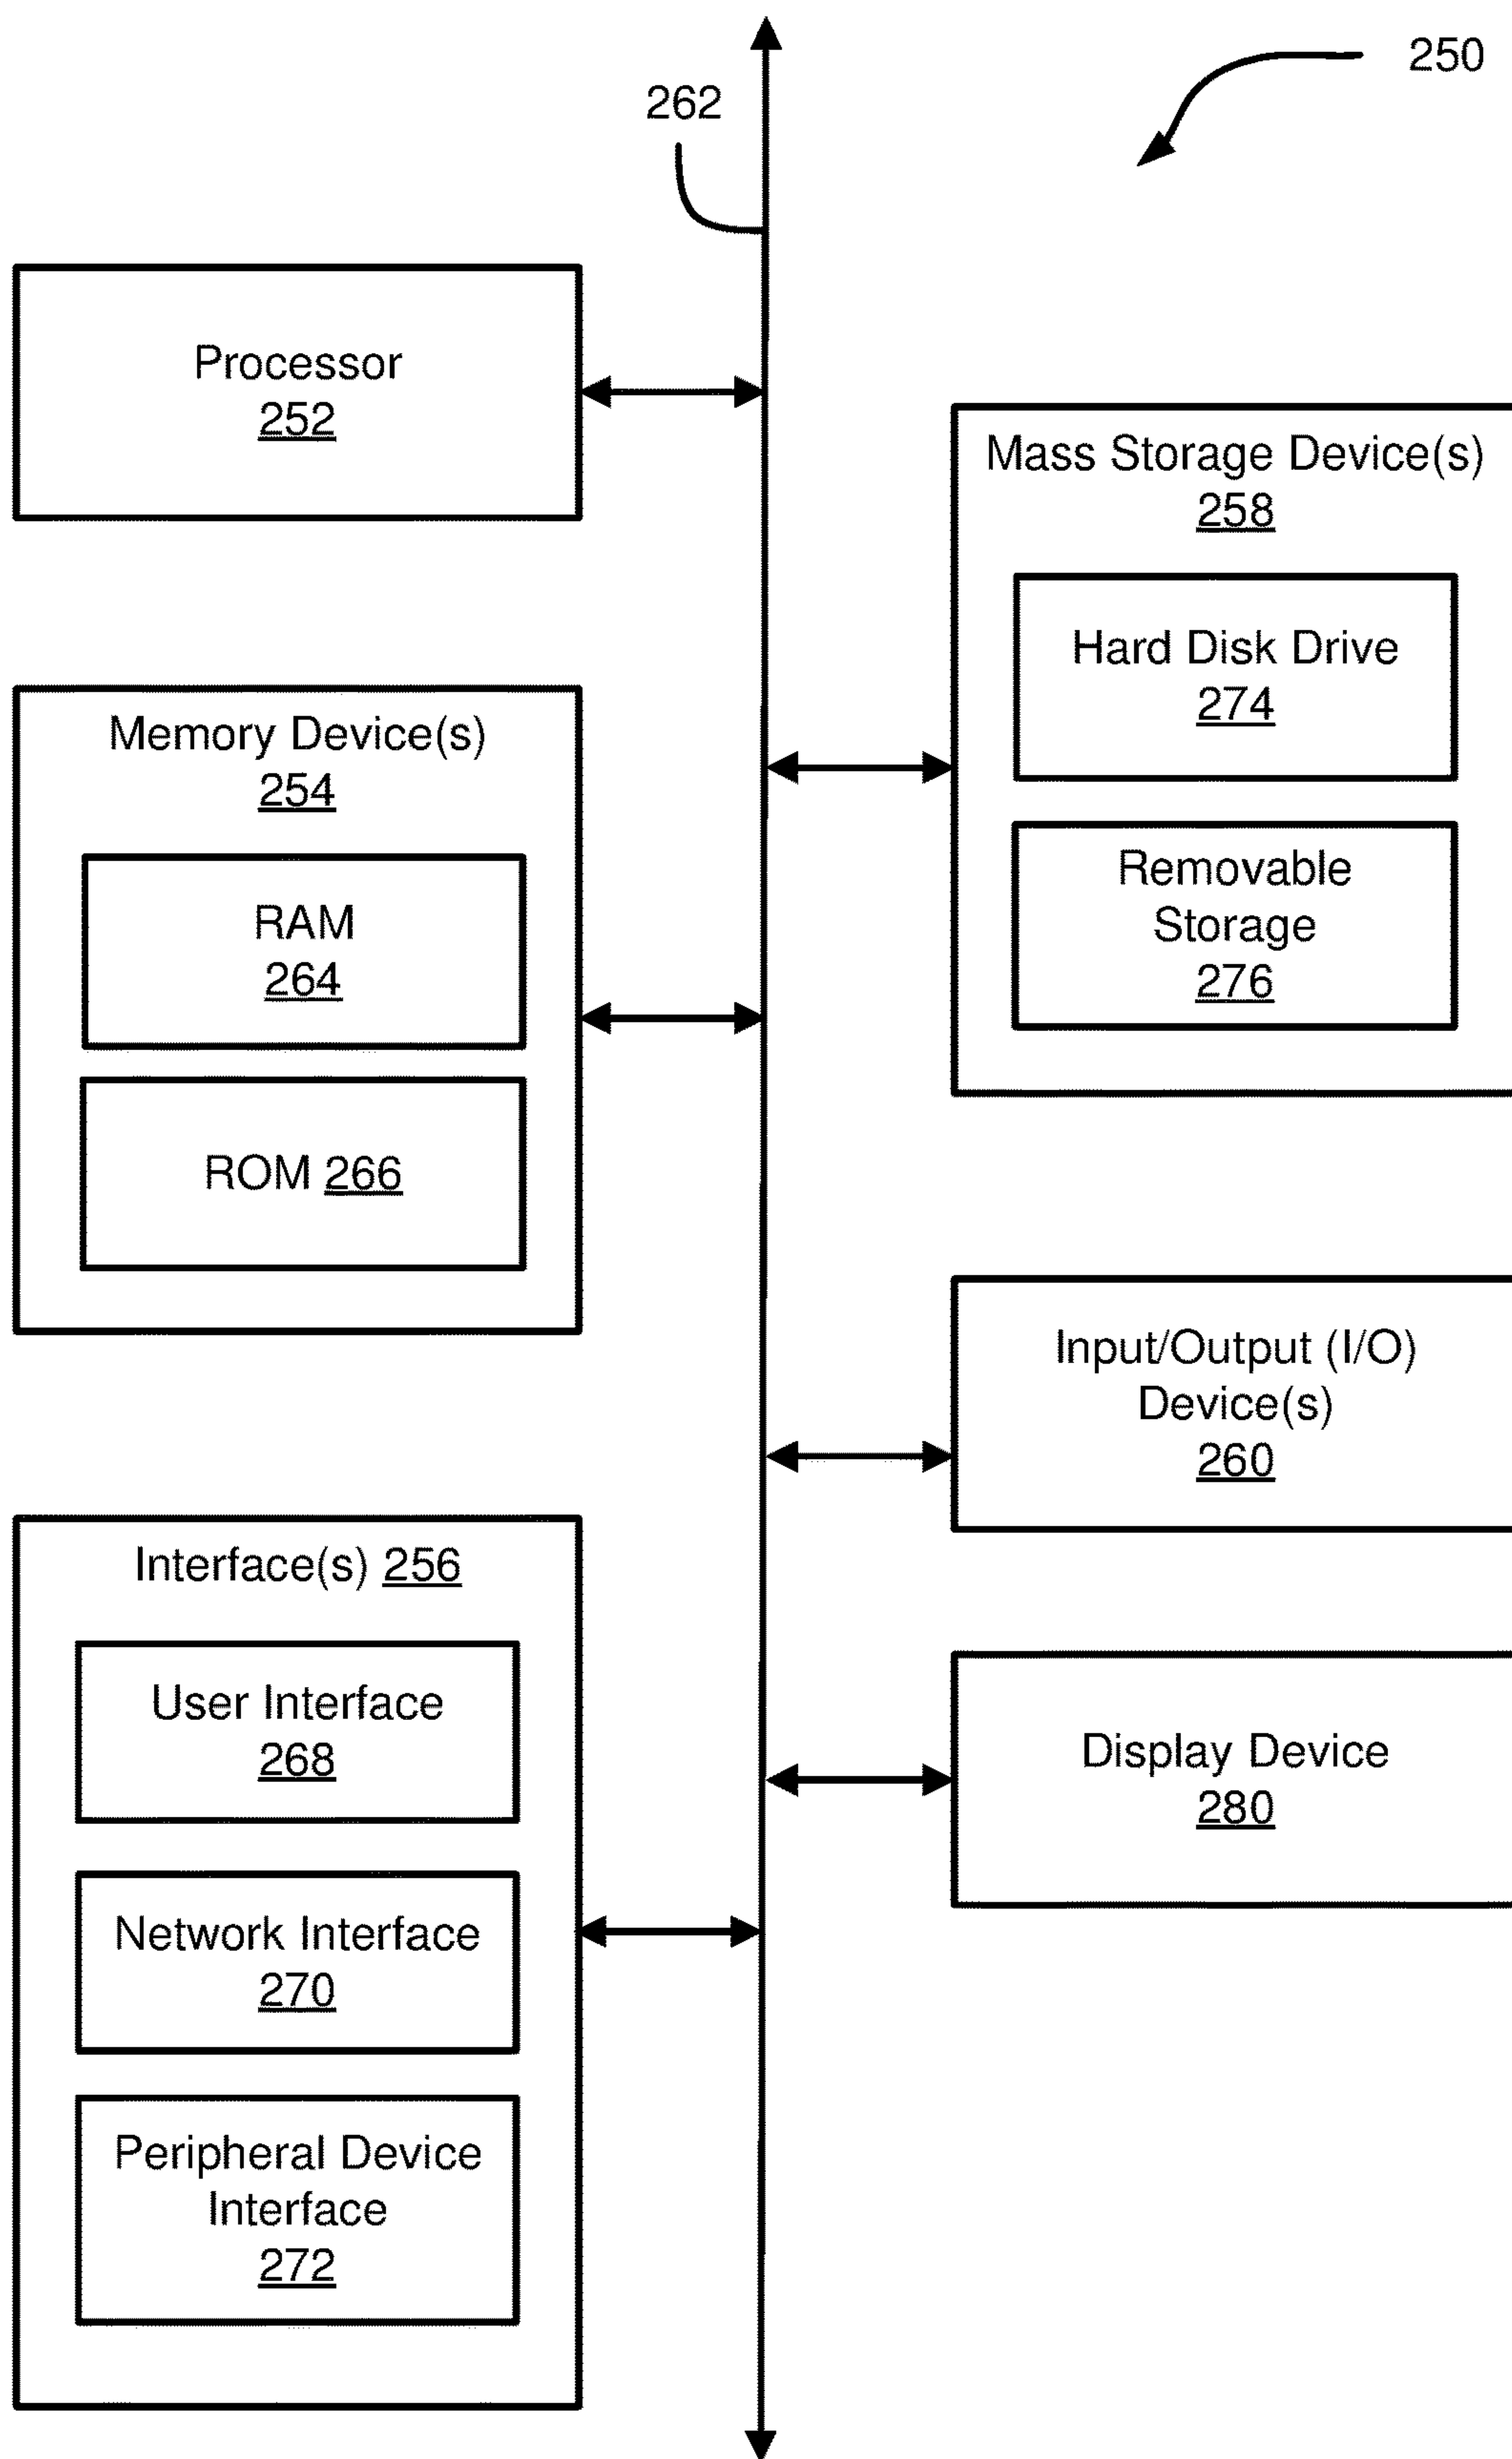 250
262
Processor
252
Mass Storage Device(s)
258
Hard Disk Drive
274
Removable
Storage
276
Memory Device(s)
254
RAM
264
ROM 266
Input/Output (I/O)
Device(s)
260
Interface(s) 256
User Interface
268
Network Interface
270
Peripheral Device
Interface
272
Display Device
280